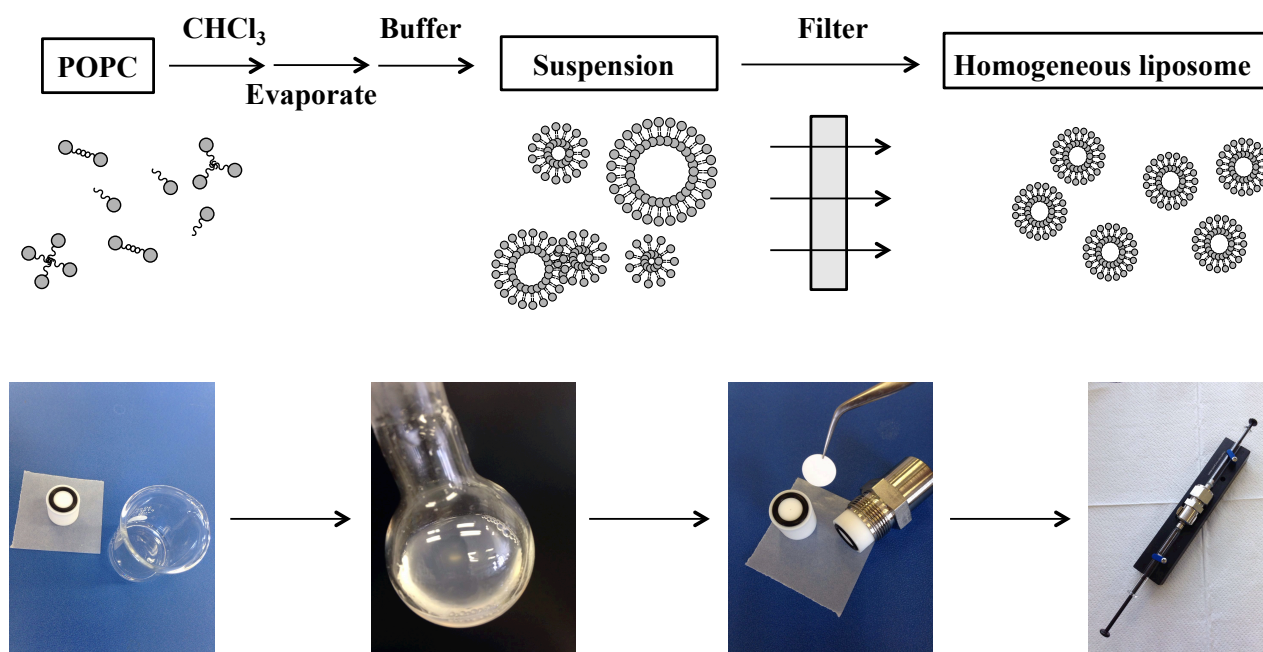 CHCl3
Buffer
Filter
POPC
Suspension
Homogeneous liposome
Evaporate